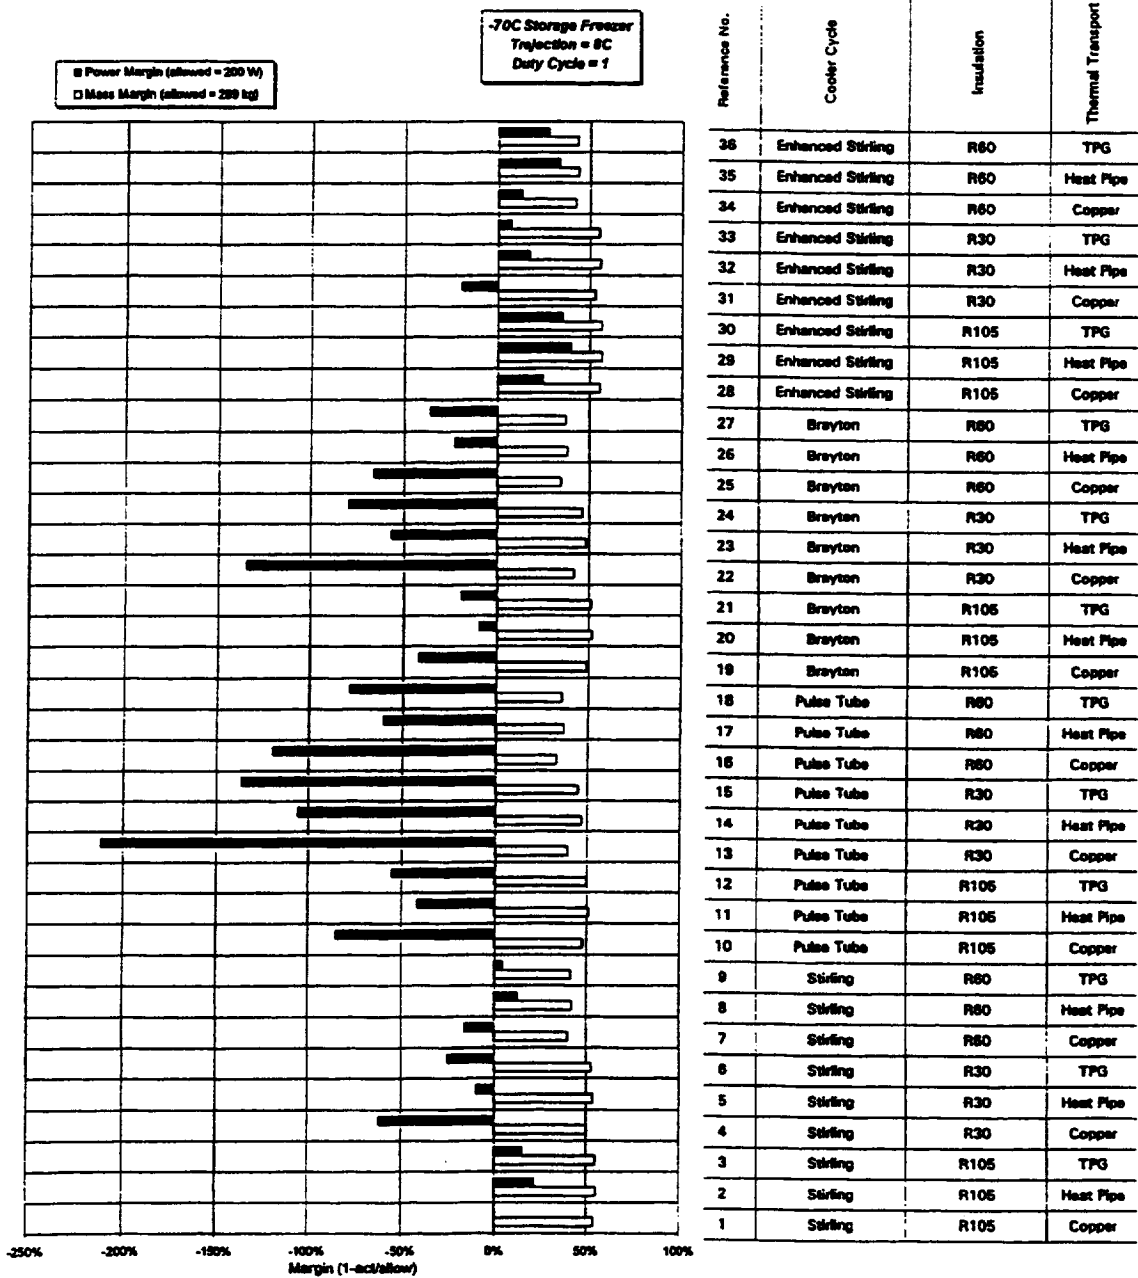 -70C Storage Freezer
Trejection = 8C
Duty Cycle = 1
Power Margin (allowed = 200 W)
Mass Margin (allowed = 289 kg)
Reference No. Cooler Cycle Insulation Thermal Transport
36 Enhanced Stirling R60 TPG
35 Enhanced Stirling R60 Heat Pipe
34 Enhanced Stirling R60 Copper
33 Enhanced Stirling R30 TPG
32 Enhanced Stirling R30 Heat Pipe
31 Enhanced Stirling R30 Copper
30 Enhanced Stirling R105 TPG
29 Enhanced Stirling R105 Heat Pipe
28 Enhanced Stirling R105 Copper
27 Brayton R60 TPG
26 Brayton R60 Heat Pipe
25 Brayton R60 Copper
24 Brayton R30 TPG
23 Brayton R30 Heat Pipe
22 Brayton R30 Copper
21 Brayton R105 TPG
20 Brayton R105 Heat Pipe
19 Brayton R105 Copper
18 Pulse Tube R60 TPG
17 Pulse Tube R60 Heat Pipe
16 Pulse Tube R60 Copper
15 Pulse Tube R30 TPG
14 Pulse Tube R30 Heat Pipe
13 Pulse Tube R30 Copper
12 Pulse Tube R105 TPG
11 Pulse Tube R105 Heat Pipe
10 Pulse Tube R105 Copper
9 Stirling R60 TPG
8 Stirling R60 Heat Pipe
7 Stirling R60 Copper
6 Stirling R30 TPG
5 Stirling R30 Heat Pipe
4 Stirling R30 Copper
3 Stirling R105 TPG
2 Stirling R105 Heat Pipe
1 Stirling R105 Copper
-250% -200% -150% -100% -50% 0% 50% 100%
Margin (1-act/allow)